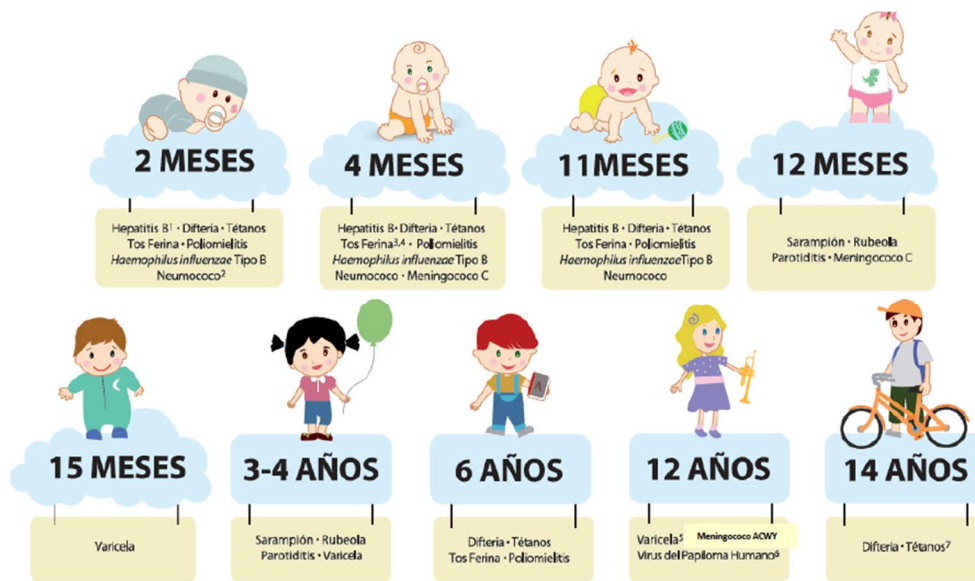 2 MESES
Hepatitis B¹ · Difteria · Tétanos
Tos Ferina · Poliomielitis
Haemophilus influenzae Tipo B
Neumococo²
4 MESES
Hepatitis B · Difteria · Tétanos
Tos Ferina³,⁴ · Poliomielitis
Haemophilus influenzae Tipo B
Neumococo · Meningococo C
11 MESES
Hepatitis B · Difteria · Tétanos
Tos Ferina · Poliomielitis
Haemophilus influenzae Tipo B
Neumococo
12 MESES
Sarampión · Rubeola
Parotiditis · Meningococo C
15 MESES
Varicela
3-4 AÑOS
Sarampión · Rubeola
Parotiditis · Varicela
6 AÑOS
A
Difteria · Tétanos
Tos Ferina · Poliomielitis
12 AÑOS
Varicela⁵ Meningococo ACWY
Virus del Papiloma Humano⁶
14 AÑOS
Difteria · Tétanos⁷